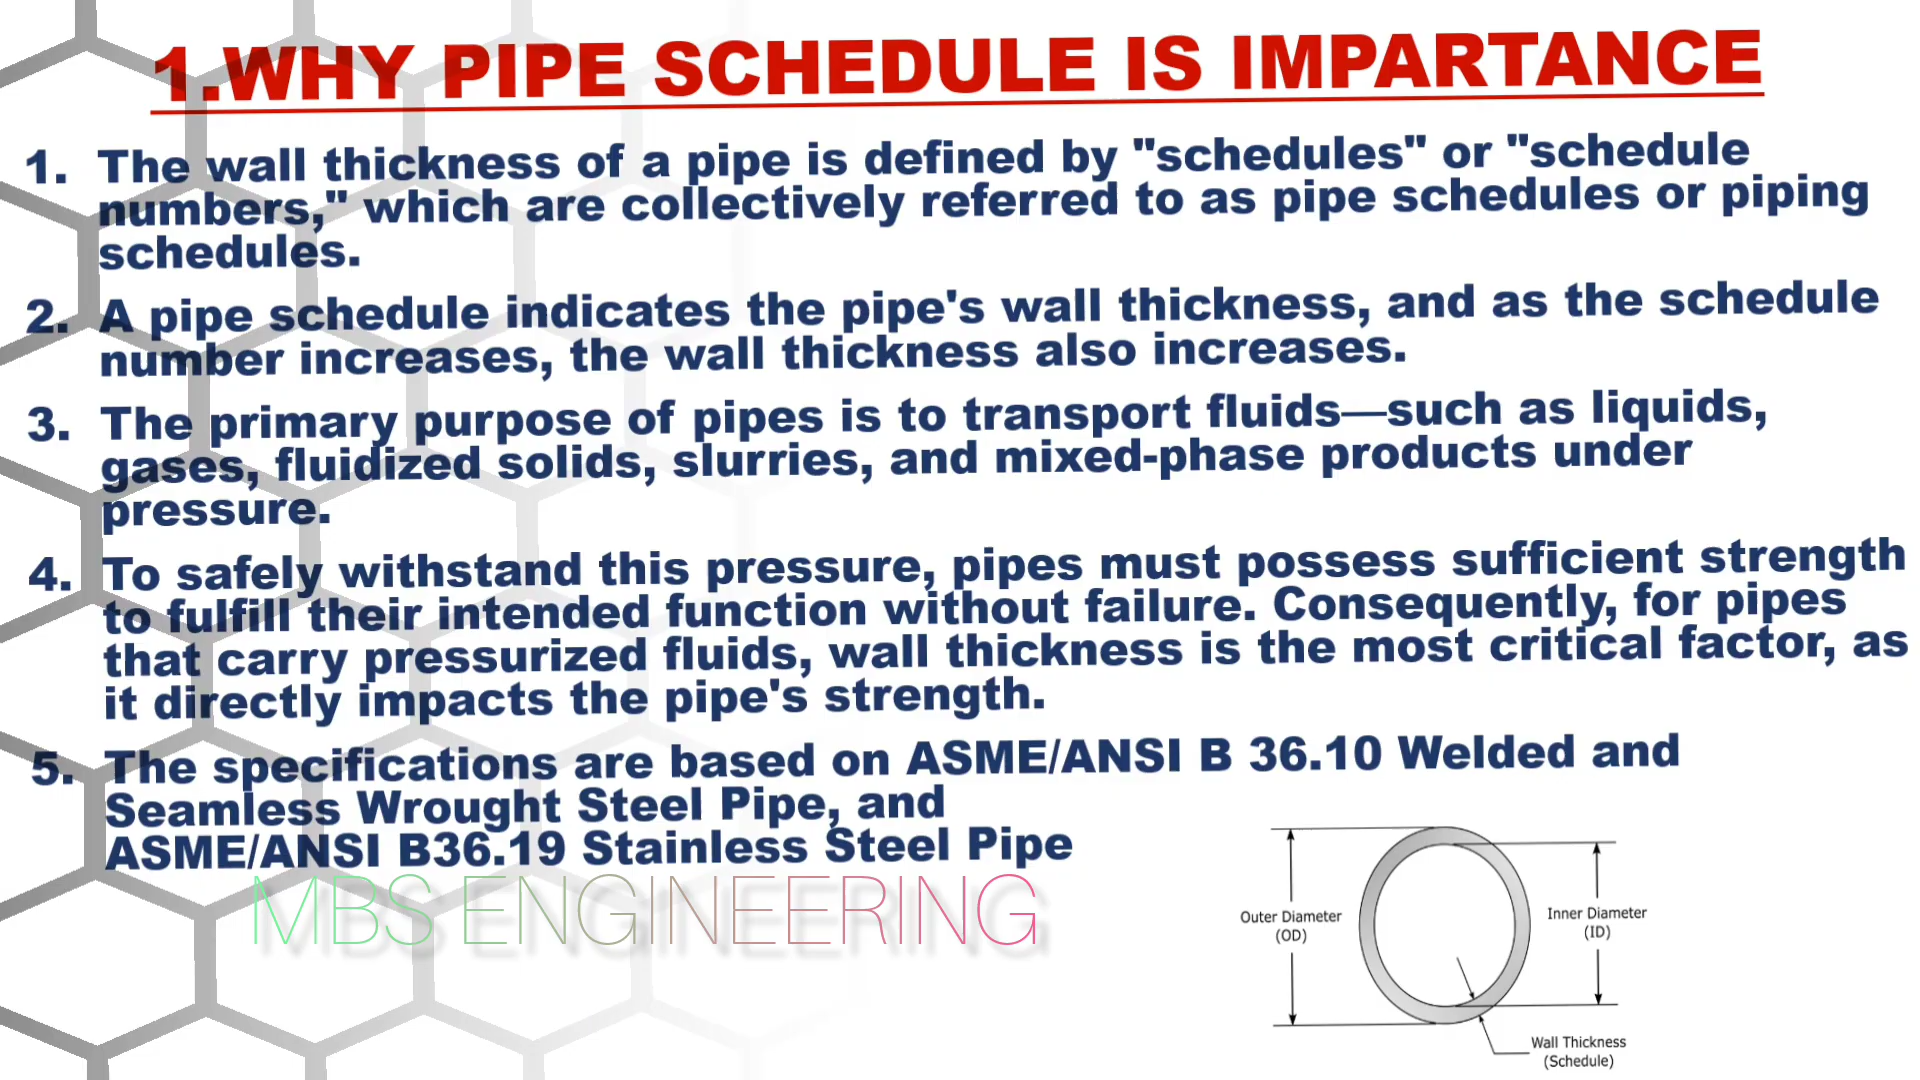 1.WHY PIPE SCHEDULE IS IMPARTANCE
1. The wall thickness of a pipe is defined by "schedules" or "schedule
numbers," which are collectively referred to as pipe schedules or piping
schedules.
2. A pipe schedule indicates the pipe's wall thickness, and as the schedule
number increases, the wall thickness also increases.
3. The primary purpose of pipes is to transport fluids—such as liquids,
gases, fluidized solids, slurries, and mixed-phase products under
pressure.
4. To safely withstand this pressure, pipes must possess sufficient strength
to fulfill their intended function without failure. Consequently, for pipes
that carry pressurized fluids, wall thickness is the most critical factor, as
it directly impacts the pipe's strength.
5. The specifications are based on ASME/ANSI B 36.10 Welded and
Seamless Wrought Steel Pipe, and
ASME/ANSI B36.19 Stainless Steel Pipe
MBS ENGINEERING
Outer Diameter
(OD)
Inner Diameter
(ID)
Wall Thickness
(Schedule)